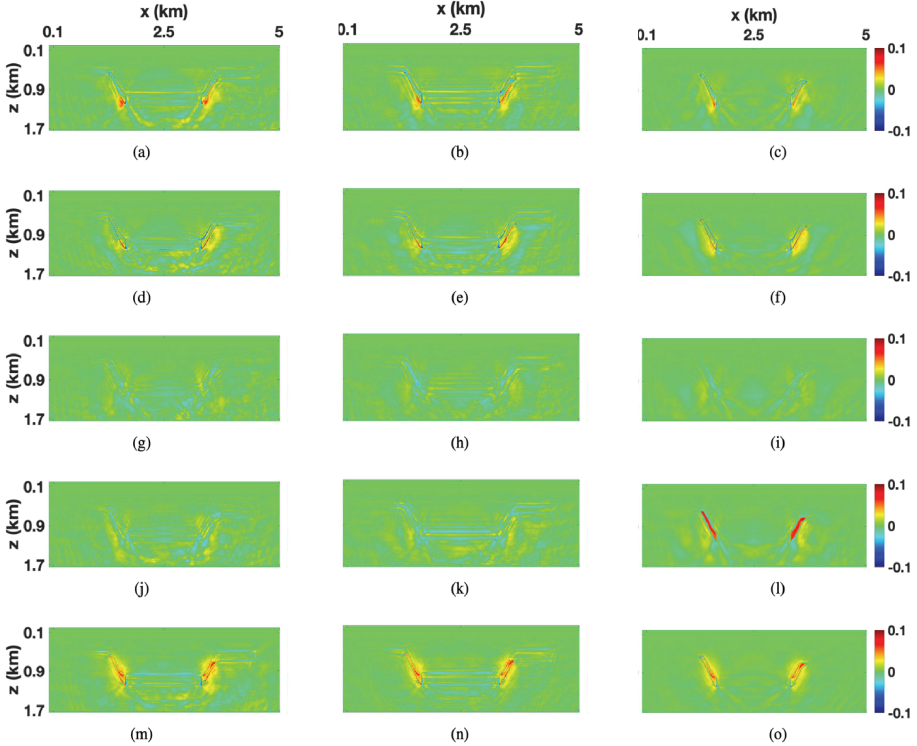 x (km) x (km) x (km)
0.1 2.5 5 0.1 2.5 5 0.1 2.5 5
z (km) 0.1 0.9 1.7 0.1 0 -0.1
(a) (b) (c)
z (km) 0.1 0.9 1.7 0.1 0 -0.1
(d) (e) (f)
z (km) 0.1 0.9 1.7 0.1 0 -0.1
(g) (h) (i)
z (km) 0.1 0.9 1.7 0.1 0 -0.1
(j) (k) (l)
z (km) 0.1 0.9 1.7 0.1 0 -0.1
(m) (n) (o)